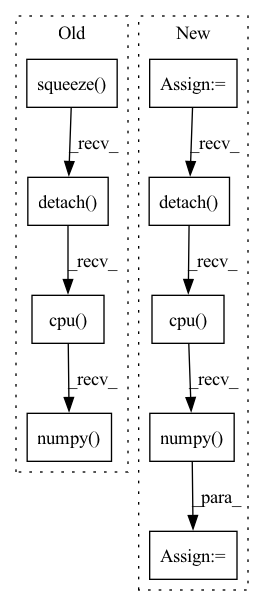 Old
squeeze()
_recv_
detach()
_recv_
cpu()
_recv_
numpy()
New
Assign:=
_recv_
detach()
_recv_
cpu()
_recv_
numpy()
_para_
Assign:=